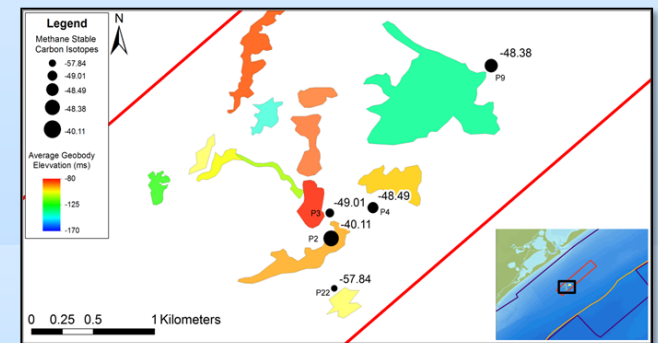 Legend
Methane Stable
Carbon Isotopes
-57.84
-49.01
-48.49
-48.38
-40.11
Average Geobody
Elevvation (ms)
-80
-125
-170
N
-48.38
P9
-48.49
P4
-49.01
P3
-40.11
P2
-57.84
P22
0 0.25 0.5 1 Kilometers